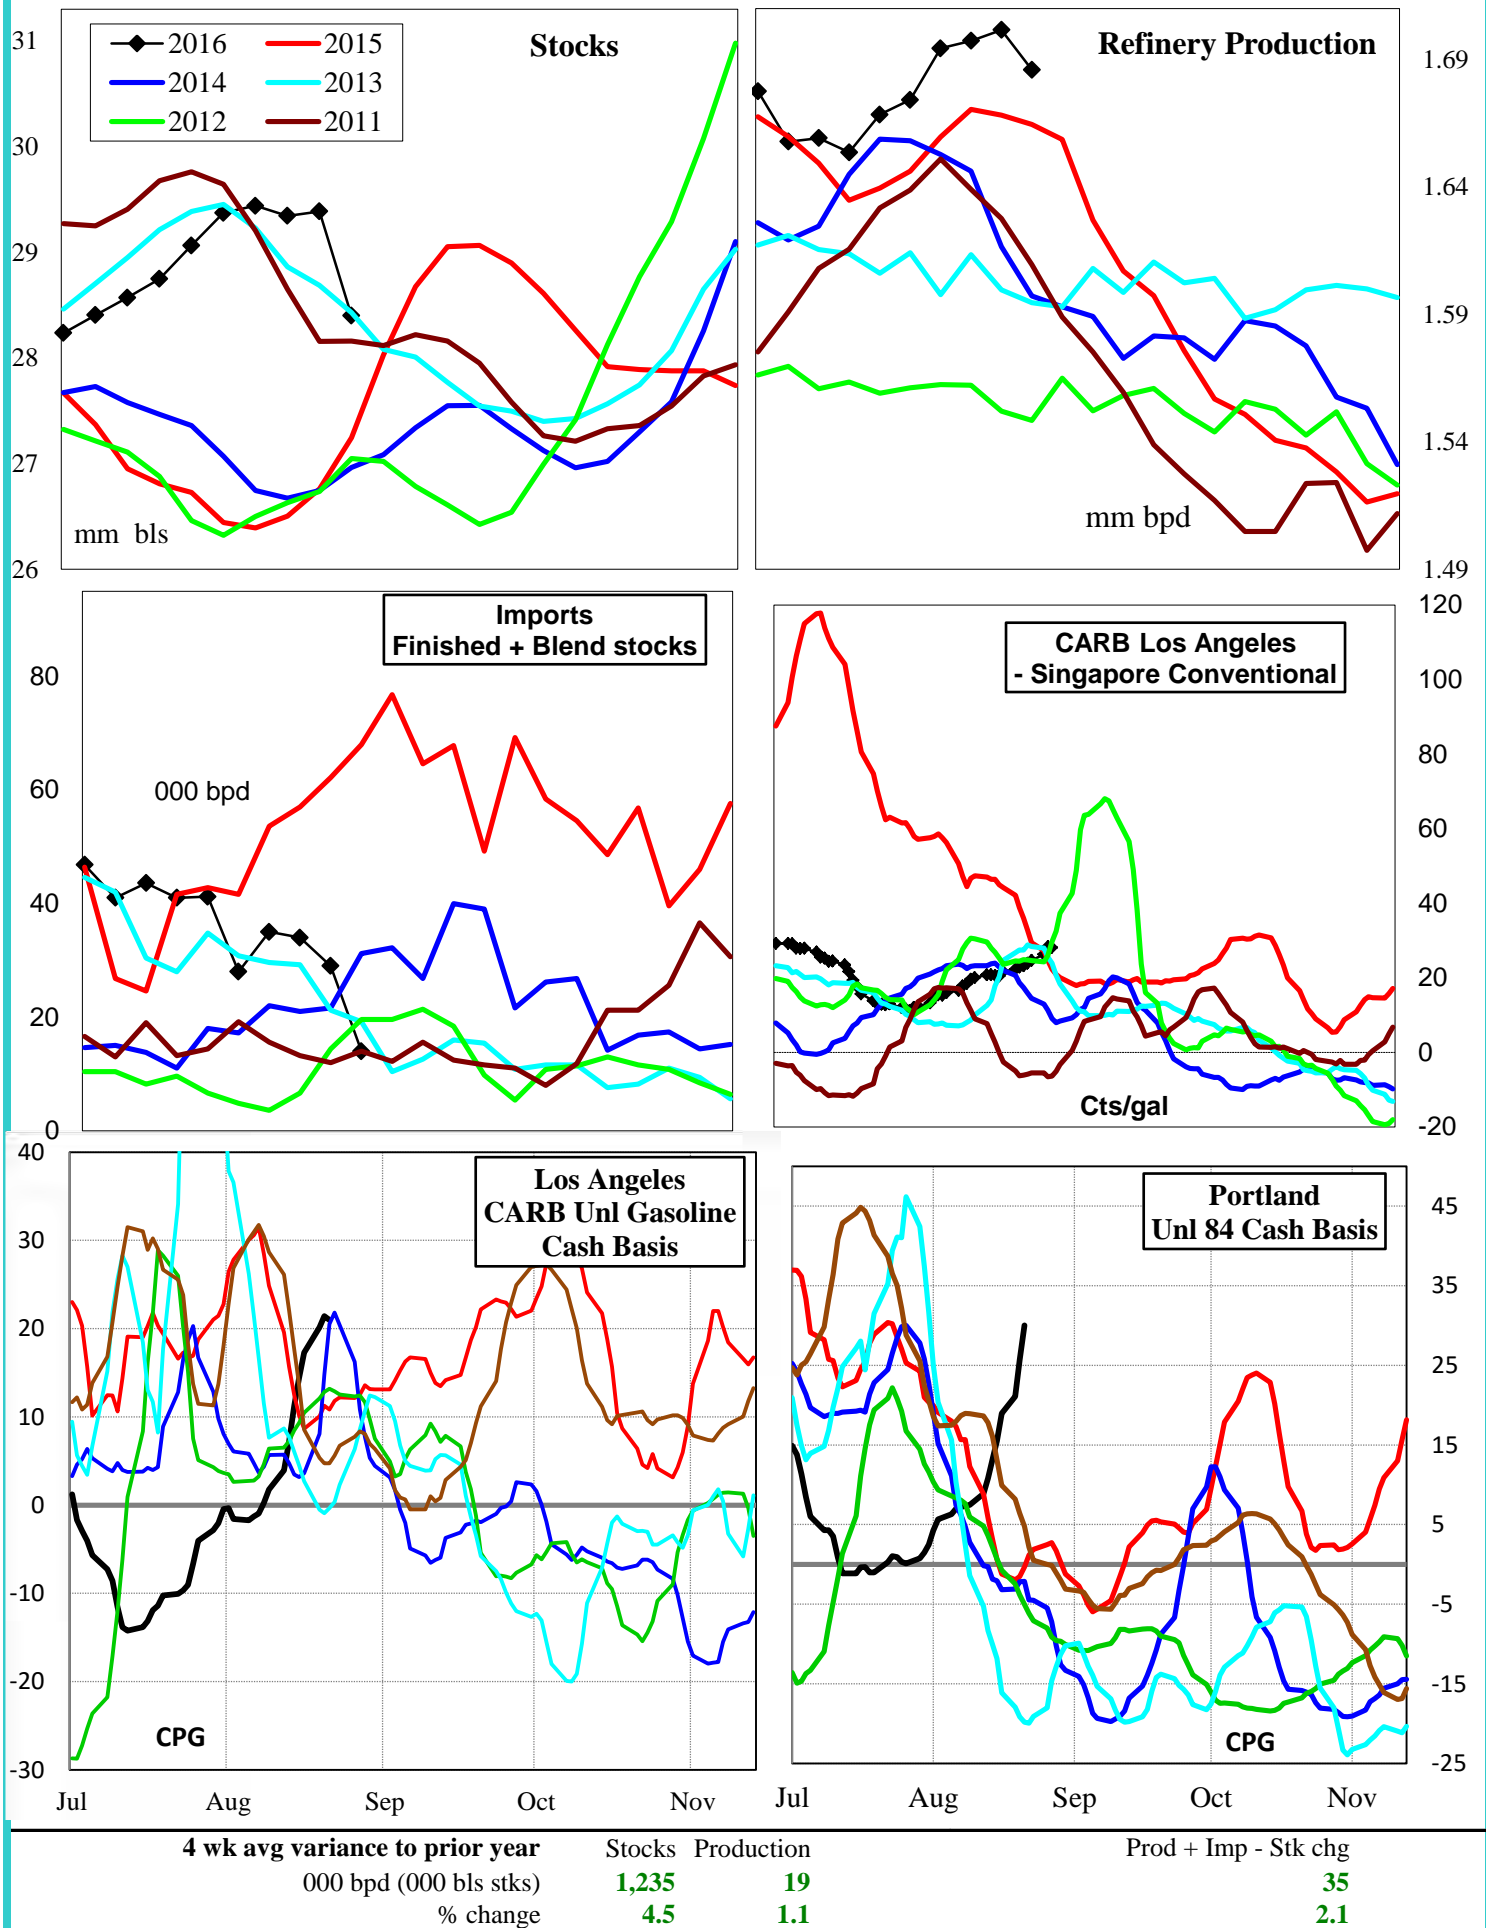 Stocks
2016
2015
2014
2013
2012
2011
31
30
29
28
27
26
mm bls
Refinery Production
1.69
1.64
1.59
1.54
1.49
mm bpd
Imports
Finished + Blend stocks
80
60
40
20
0
000 bpd
CARB Los Angeles
- Singapore Conventional
120
100
80
60
40
20
0
-20
Cts/gal
Los Angeles
CARB Unl Gasoline
Cash Basis
40
30
20
10
0
-10
-20
-30
CPG
Jul Aug Sep Oct Nov
Portland
Unl 84 Cash Basis
45
35
25
15
5
-5
-15
-25
CPG
Jul Aug Sep Oct Nov
4 wk avg variance to prior year Stocks Production Prod + Imp - Stk chg
000 bpd (000 bls stks) 1,235 19 35
% change 4.5 1.1 2.1